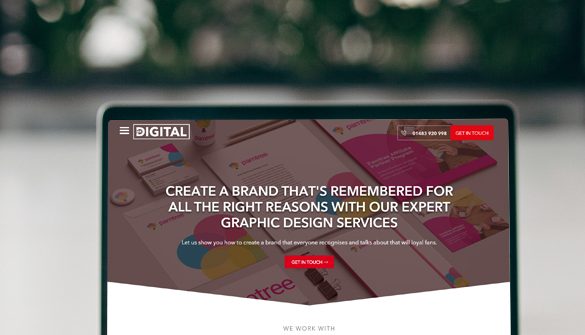 DIGITAL
01483 920 998
GET IN TOUCH
paintree
CREATE A BRAND THAT'S REMEMBERED FOR
ALL THE RIGHT REASONS WITH OUR EXPERT
GRAPHIC DESIGN SERVICES
Let us show you how to create a brand that everyone recognises and talks about that will loyal fans.
GET IN TOUCH →
WE WORK WITH